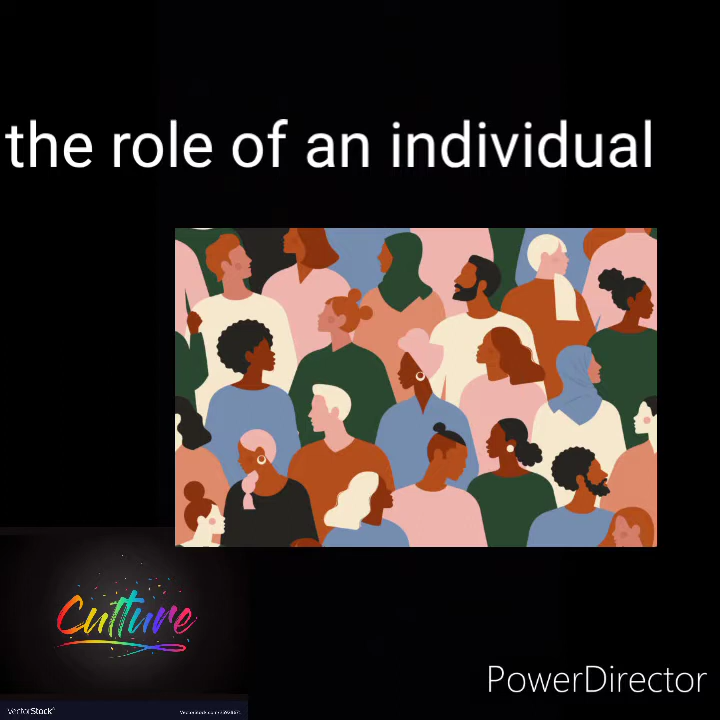 the role of an individual
Culture
PowerDirector
VectorStock®